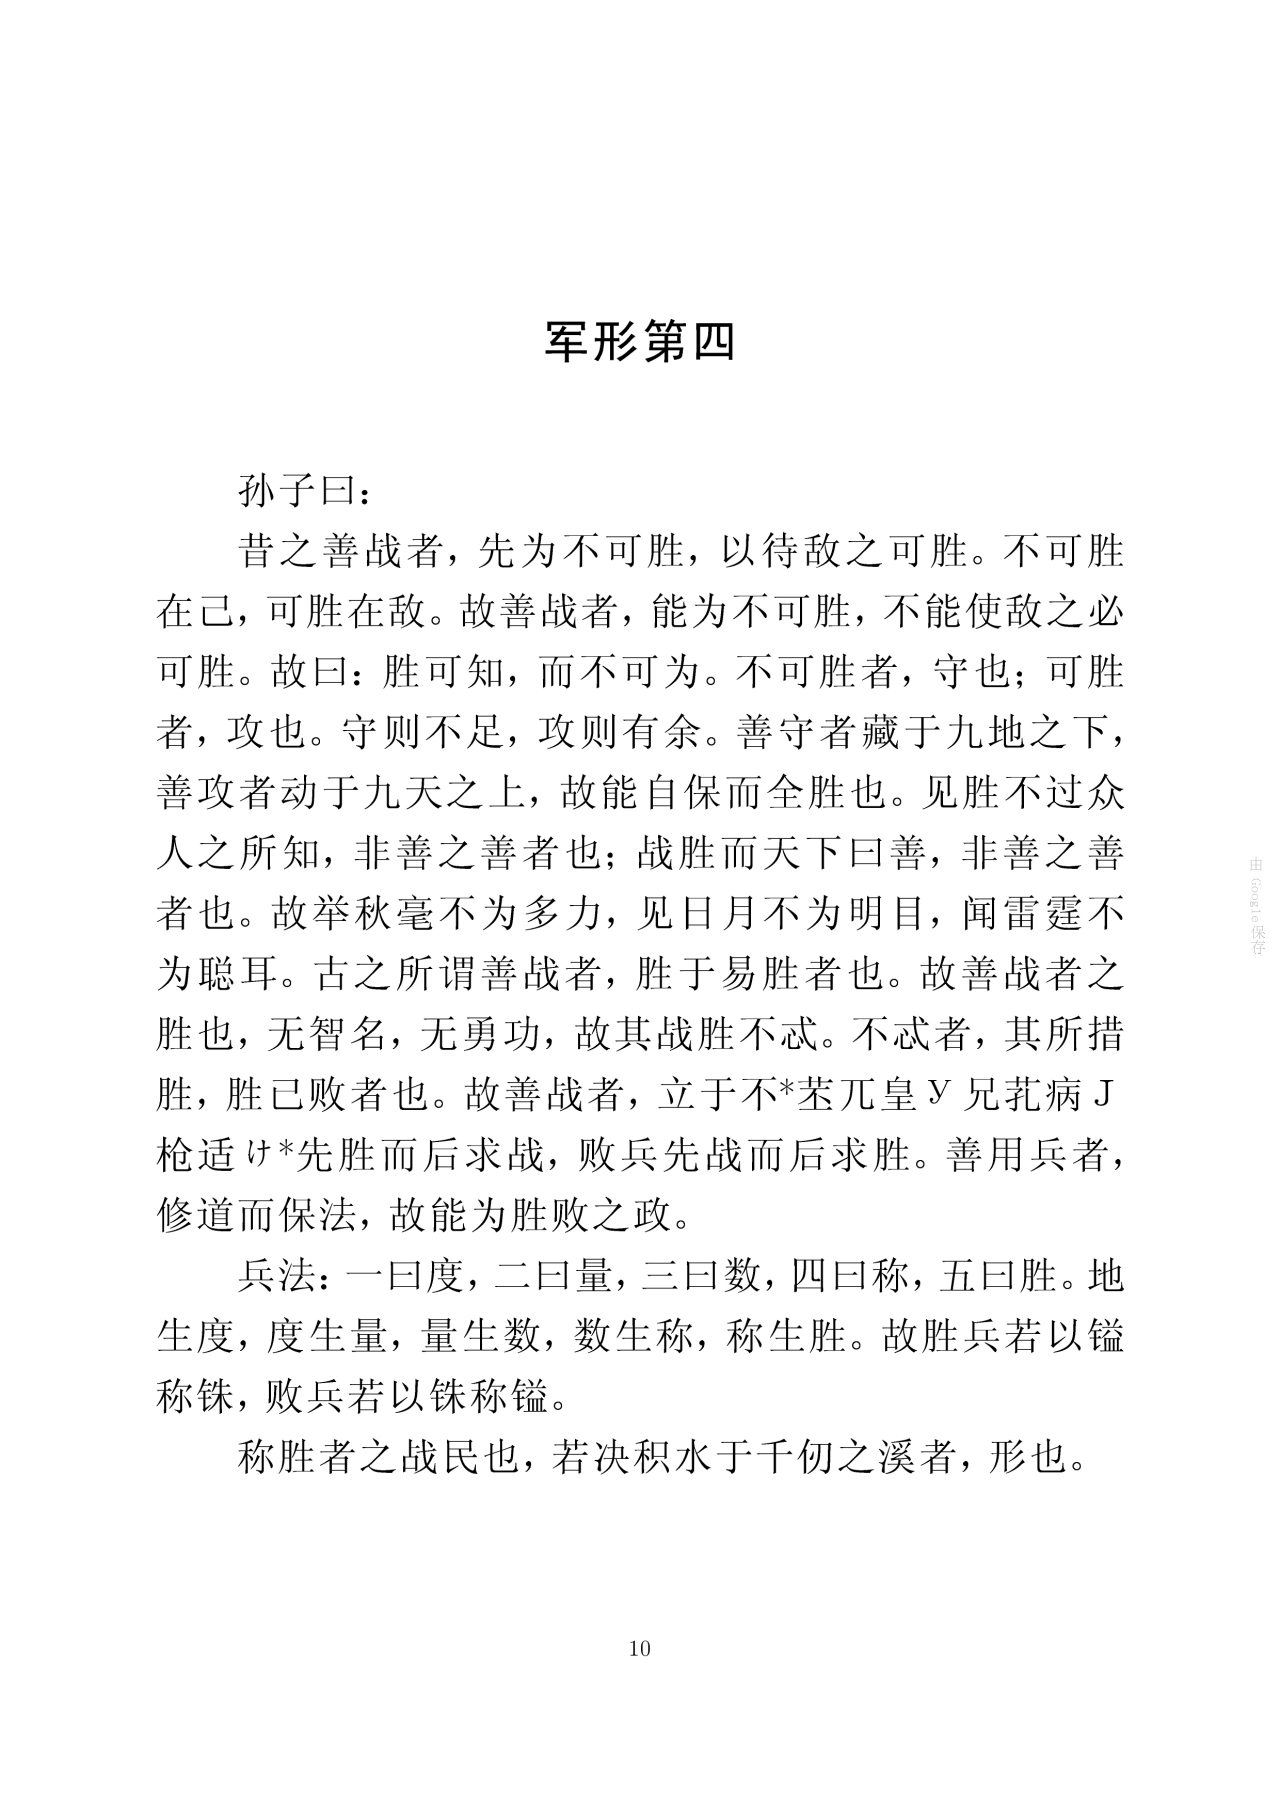 军形第四
孙子曰：
昔之善战者，先为不可胜，以待敌之可胜。不可胜
在己，可胜在敌。故善战者，能为不可胜，不能使敌之必
可胜。故曰：胜可知，而不可为。不可胜者，守也；可胜
者，攻也。守则不足，攻则有余。善守者藏于九地之下，
善攻者动于九天之上，故能自保而全胜也。见胜不过众
人之所知，非善之善者也；战胜而天下曰善，非善之善
者也。故举秋毫不为多力，见日月不为明目，闻雷霆不
为聪耳。古之所谓善战者，胜于易胜者也。故善战者之
胜也，无智名，无勇功，故其战胜不忒。不忒者，其所措
胜，胜已败者也。故善战者，立于不*苤兀皇У兄芤病Ｊ
枪适け*先胜而后求战，败兵先战而后求胜。善用兵者，
修道而保法，故能为胜败之政。
兵法：一曰度，二曰量，三曰数，四曰称，五曰胜。地
生度，度生量，量生数，数生称，称生胜。故胜兵若以镒
称铢，败兵若以铢称镒。
称胜者之战民也，若决积水于千仞之溪者，形也。
10
由 Google 保存